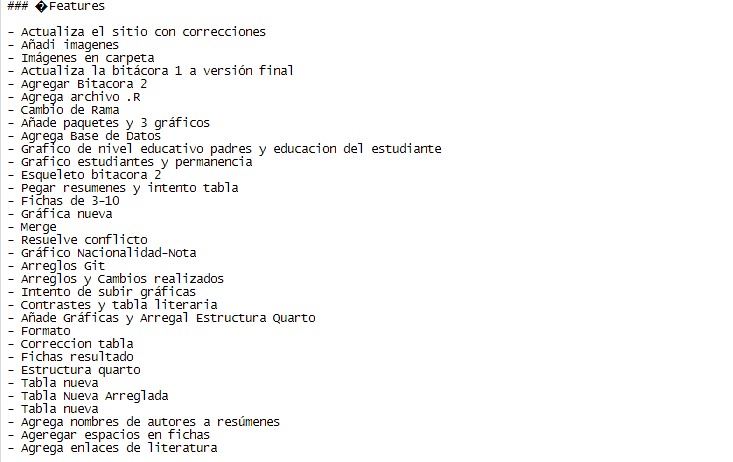 ### �Features
- Actualiza el sitio con correcciones
- Añadi imagenes
- Imágenes en carpeta
- Actualiza la bitácora 1 a versión final
- Agregar Bitacora 2
- Agrega archivo .R
- Cambio de Rama
- Añade paquetes y 3 gráficos
- Agrega Base de Datos
- Grafico de nivel educativo padres y educacion del estudiante
- Grafico estudiantes y permanencia
- Esqueleto bitacora 2
- Pegar resumenes y intento tabla
- Fichas de 3-10
- Gráfica nueva
- Merge
- Resuelve conflicto
- Gráfico Nacionalidad-Nota
- Arreglos Git
- Arreglos y Cambios realizados
- Intento de subir gráficas
- Contrastes y tabla literaria
- Añade Gráficas y Arregal Estructura Quarto
- Formato
- Correccion tabla
- Fichas resultado
- Estructura quarto
- Tabla nueva
- Tabla Nueva Arreglada
- Tabla nueva
- Agrega nombres de autores a resúmenes
- Ageregar espacios en fichas
- Agrega enlaces de literatura